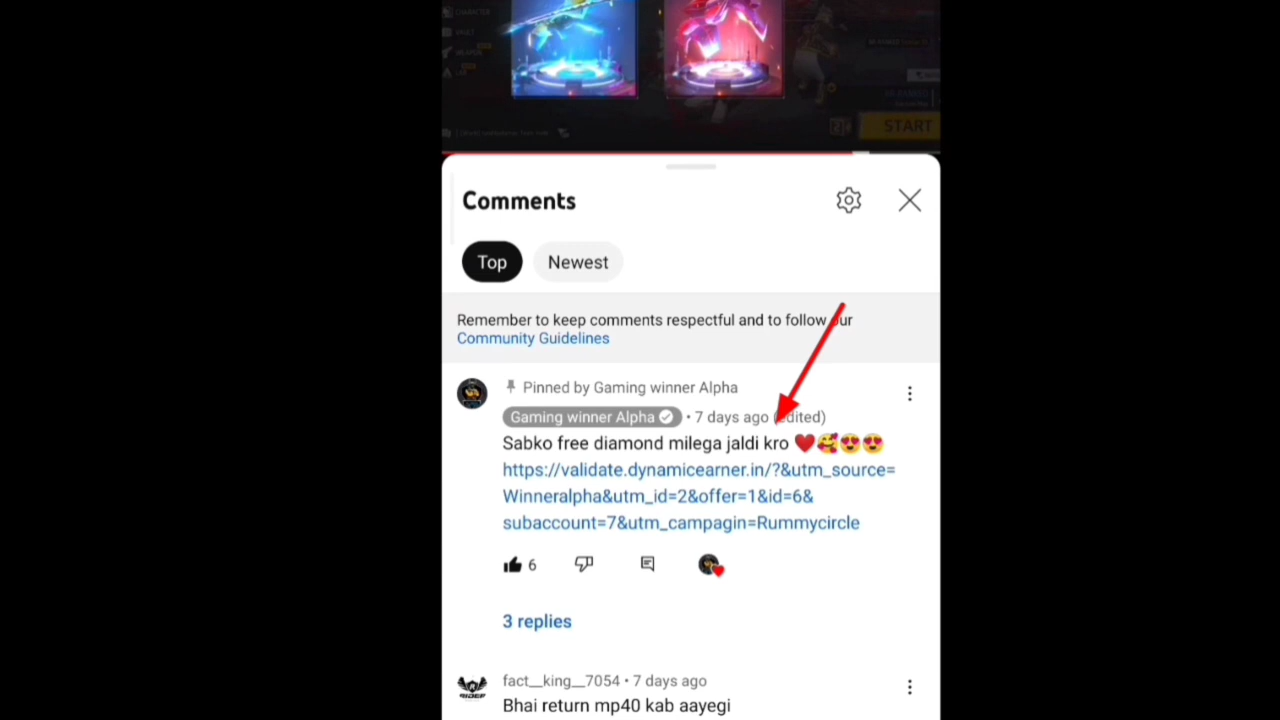 CHARACTER
VAULT
WEAPON
START
Comments
Top
Newest
Remember to keep comments respectful and to follow our
Community Guidelines
Pinned by Gaming winner Alpha
Gaming winner Alpha • 7 days ago (edited)
Sabko free diamond milega jaldi kro ❤️🥰😍😍
https://validate.dynamicearner.in/?&utm_source=
Winneralpha&utm_id=2&offer=1&id=6&
subaccount=7&utm_campagin=Rummycircle
6
3 replies
fact__king__7054 • 7 days ago
Bhai return mp40 kab aayegi